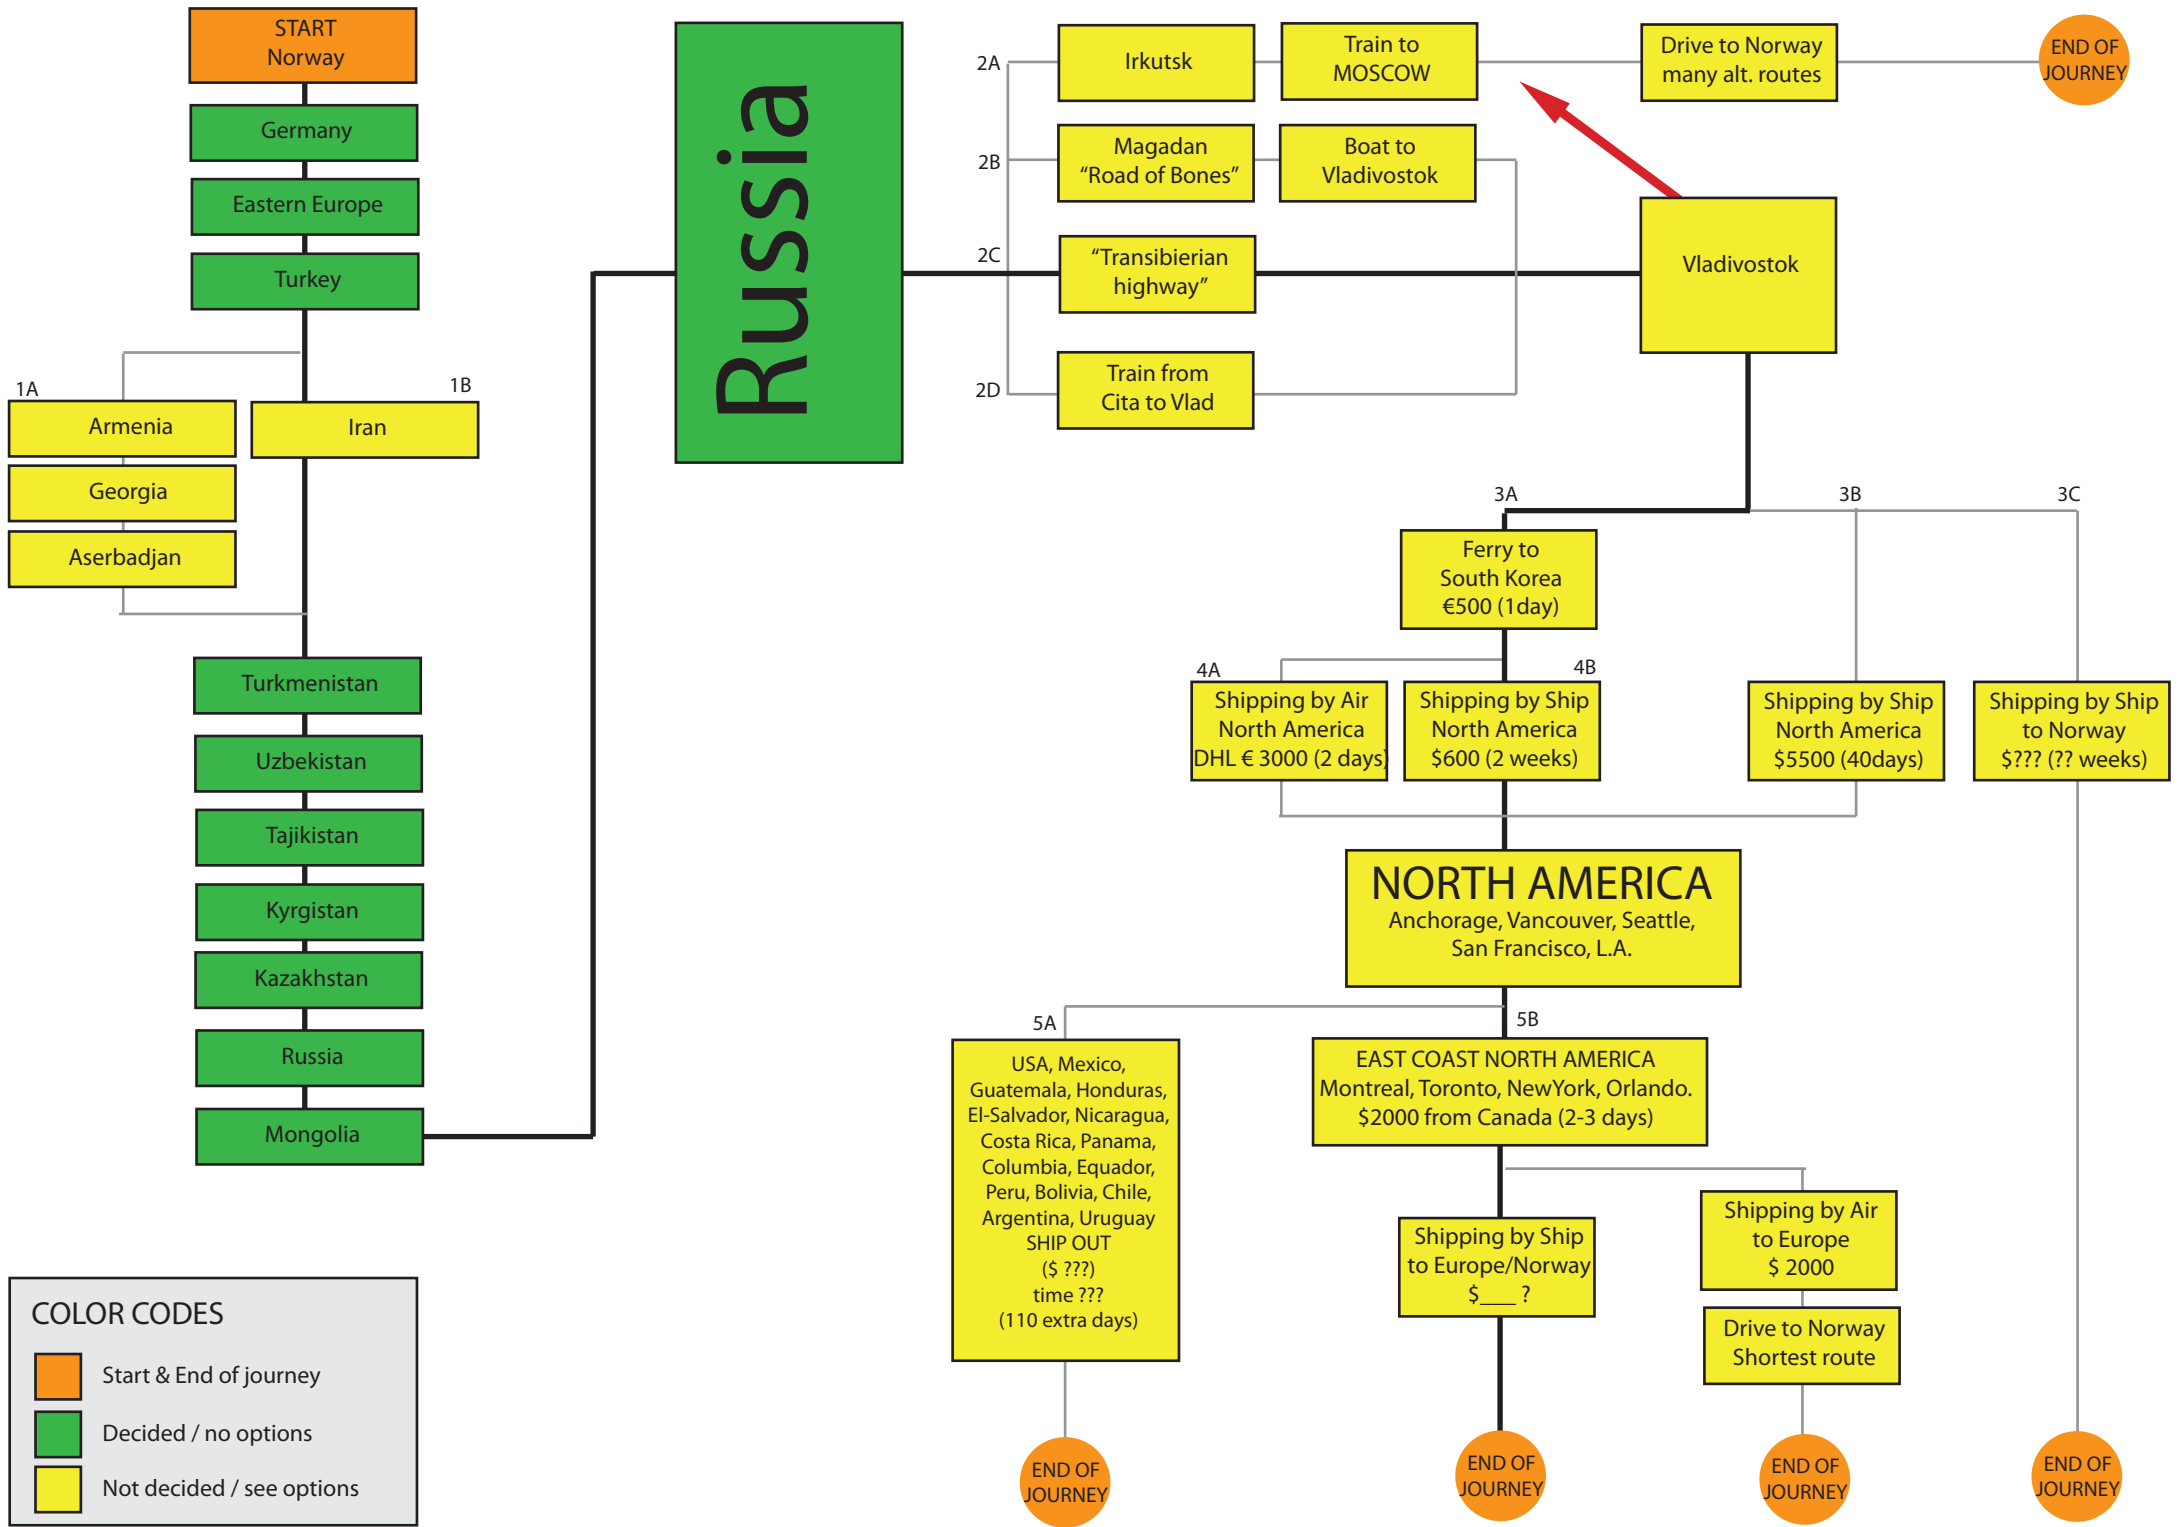 START
Norway
Germany
Eastern Europe
Turkey
1A
1B
Armenia
Iran
Georgia
Aserbadjan
Turkmenistan
Uzbekistan
Tajikistan
Kyrgistan
Kazakhstan
Russia
Mongolia
COLOR CODES
Start & End of journey
Decided / no options
Not decided / see options
Russia
2A
Irkutsk
Train to
MOSCOW
Drive to Norway
many alt. routes
END OF
JOURNEY
2B
Magadan
“Road of Bones”
Boat to
Vladivostok
2C
“Transibierian
highway”
Vladivostok
2D
Train from
Cita to Vlad
3A
3B
3C
Ferry to
South Korea
€500 (1day)
4A
4B
Shipping by Air
North America
DHL € 3000 (2 days)
Shipping by Ship
North America
$600 (2 weeks)
Shipping by Ship
North America
$5500 (40days)
Shipping by Ship
to Norway
$??? (?? weeks)
NORTH AMERICA
Anchorage, Vancouver, Seattle,
San Francisco, L.A.
5A
5B
USA, Mexico,
Guatemala, Honduras,
El-Salvador, Nicaragua,
Costa Rica, Panama,
Columbia, Equador,
Peru, Bolivia, Chile,
Argentina, Uruguay
SHIP OUT
($ ???)
time ???
(110 extra days)
EAST COAST NORTH AMERICA
Montreal, Toronto, NewYork, Orlando.
$2000 from Canada (2-3 days)
Shipping by Ship
to Europe/Norway
$___ ?
Shipping by Air
to Europe
$ 2000
Drive to Norway
Shortest route
END OF
JOURNEY
END OF
JOURNEY
END OF
JOURNEY
END OF
JOURNEY